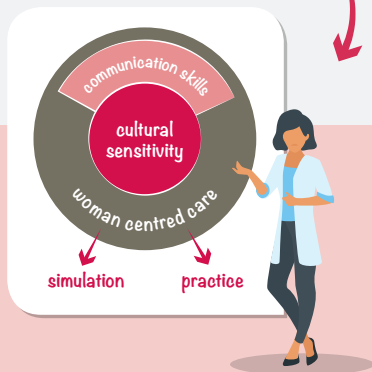 communication skills
cultural
sensitivity
woman centred care
simulation
practice